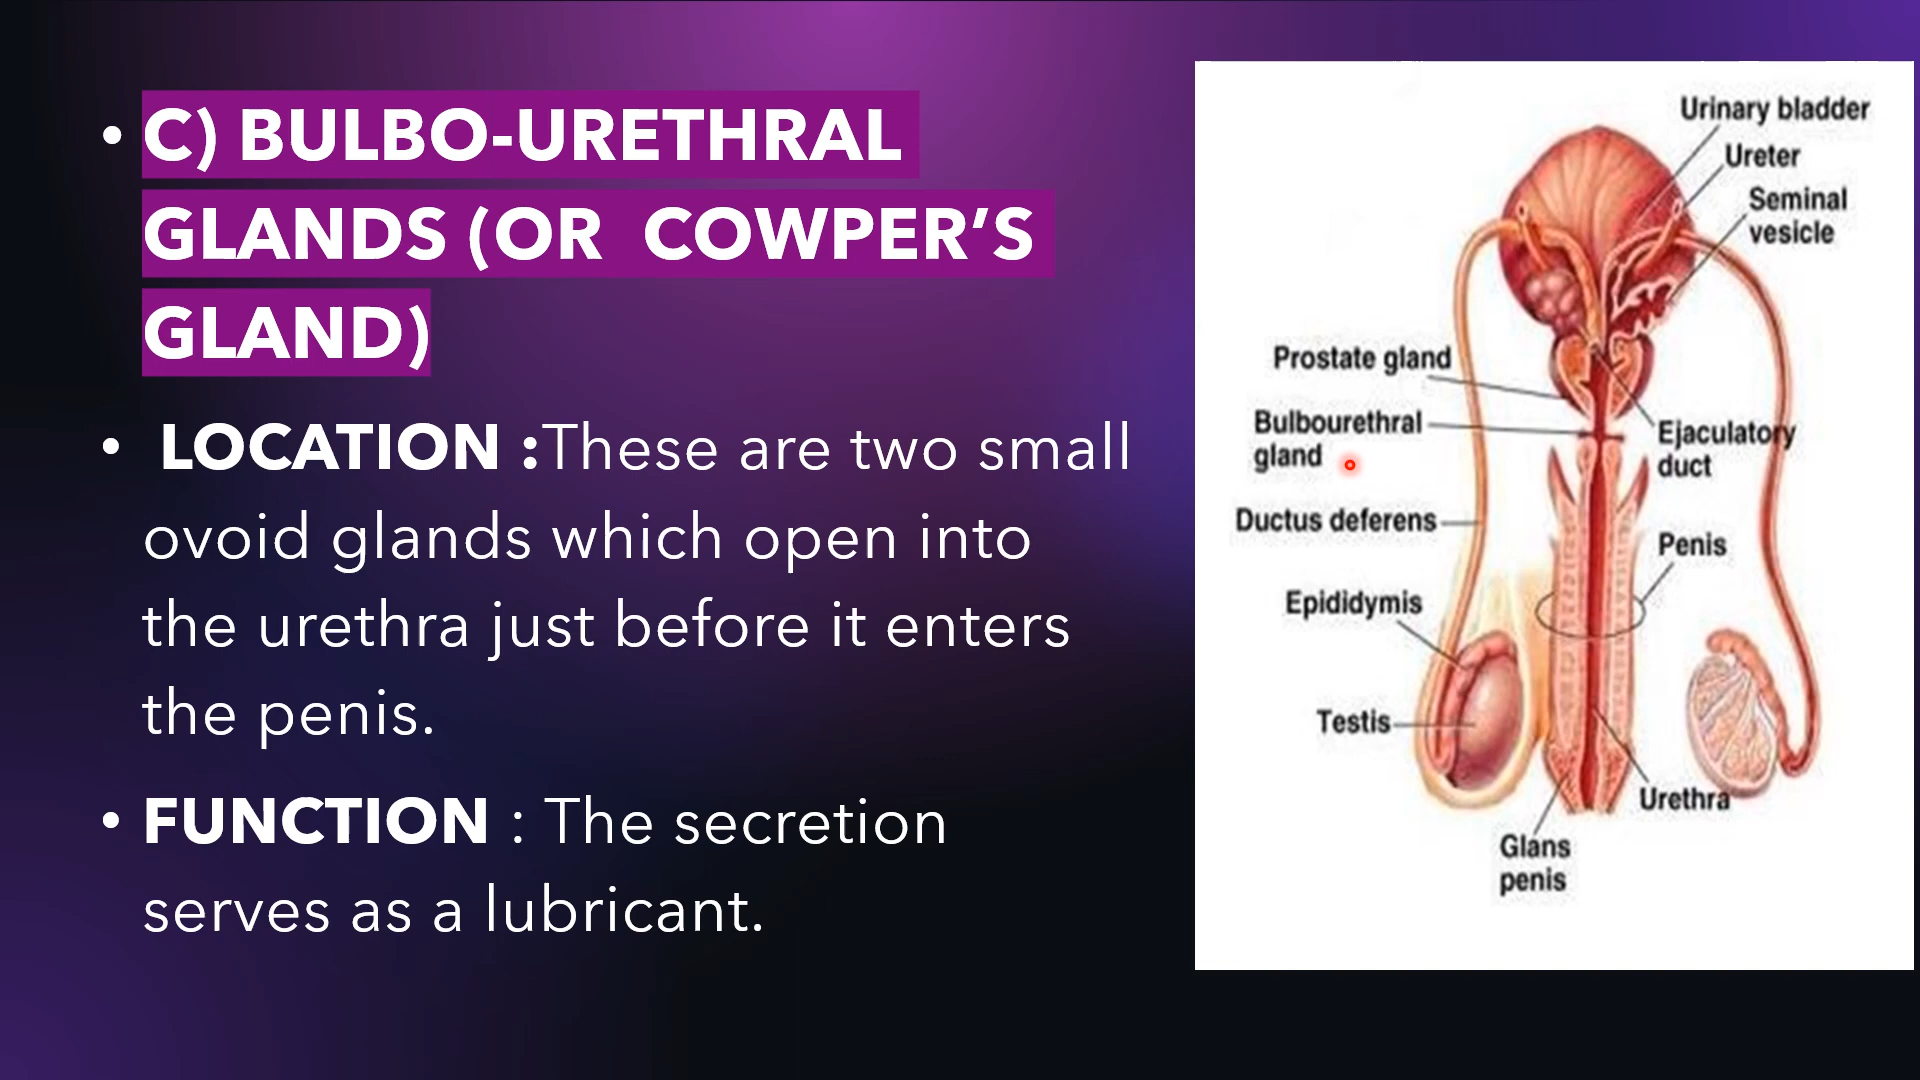 • C) BULBO-URETHRAL
GLANDS (OR COWPER’S
GLAND)
• LOCATION :These are two small
ovoid glands which open into
the urethra just before it enters
the penis.
• FUNCTION : The secretion
serves as a lubricant.
Urinary bladder
Ureter
Seminal
vesicle
Prostate gland
Bulbourethral
gland
Ejaculatory
duct
Ductus deferens
Penis
Epididymis
Testis
Urethra
Glans
penis